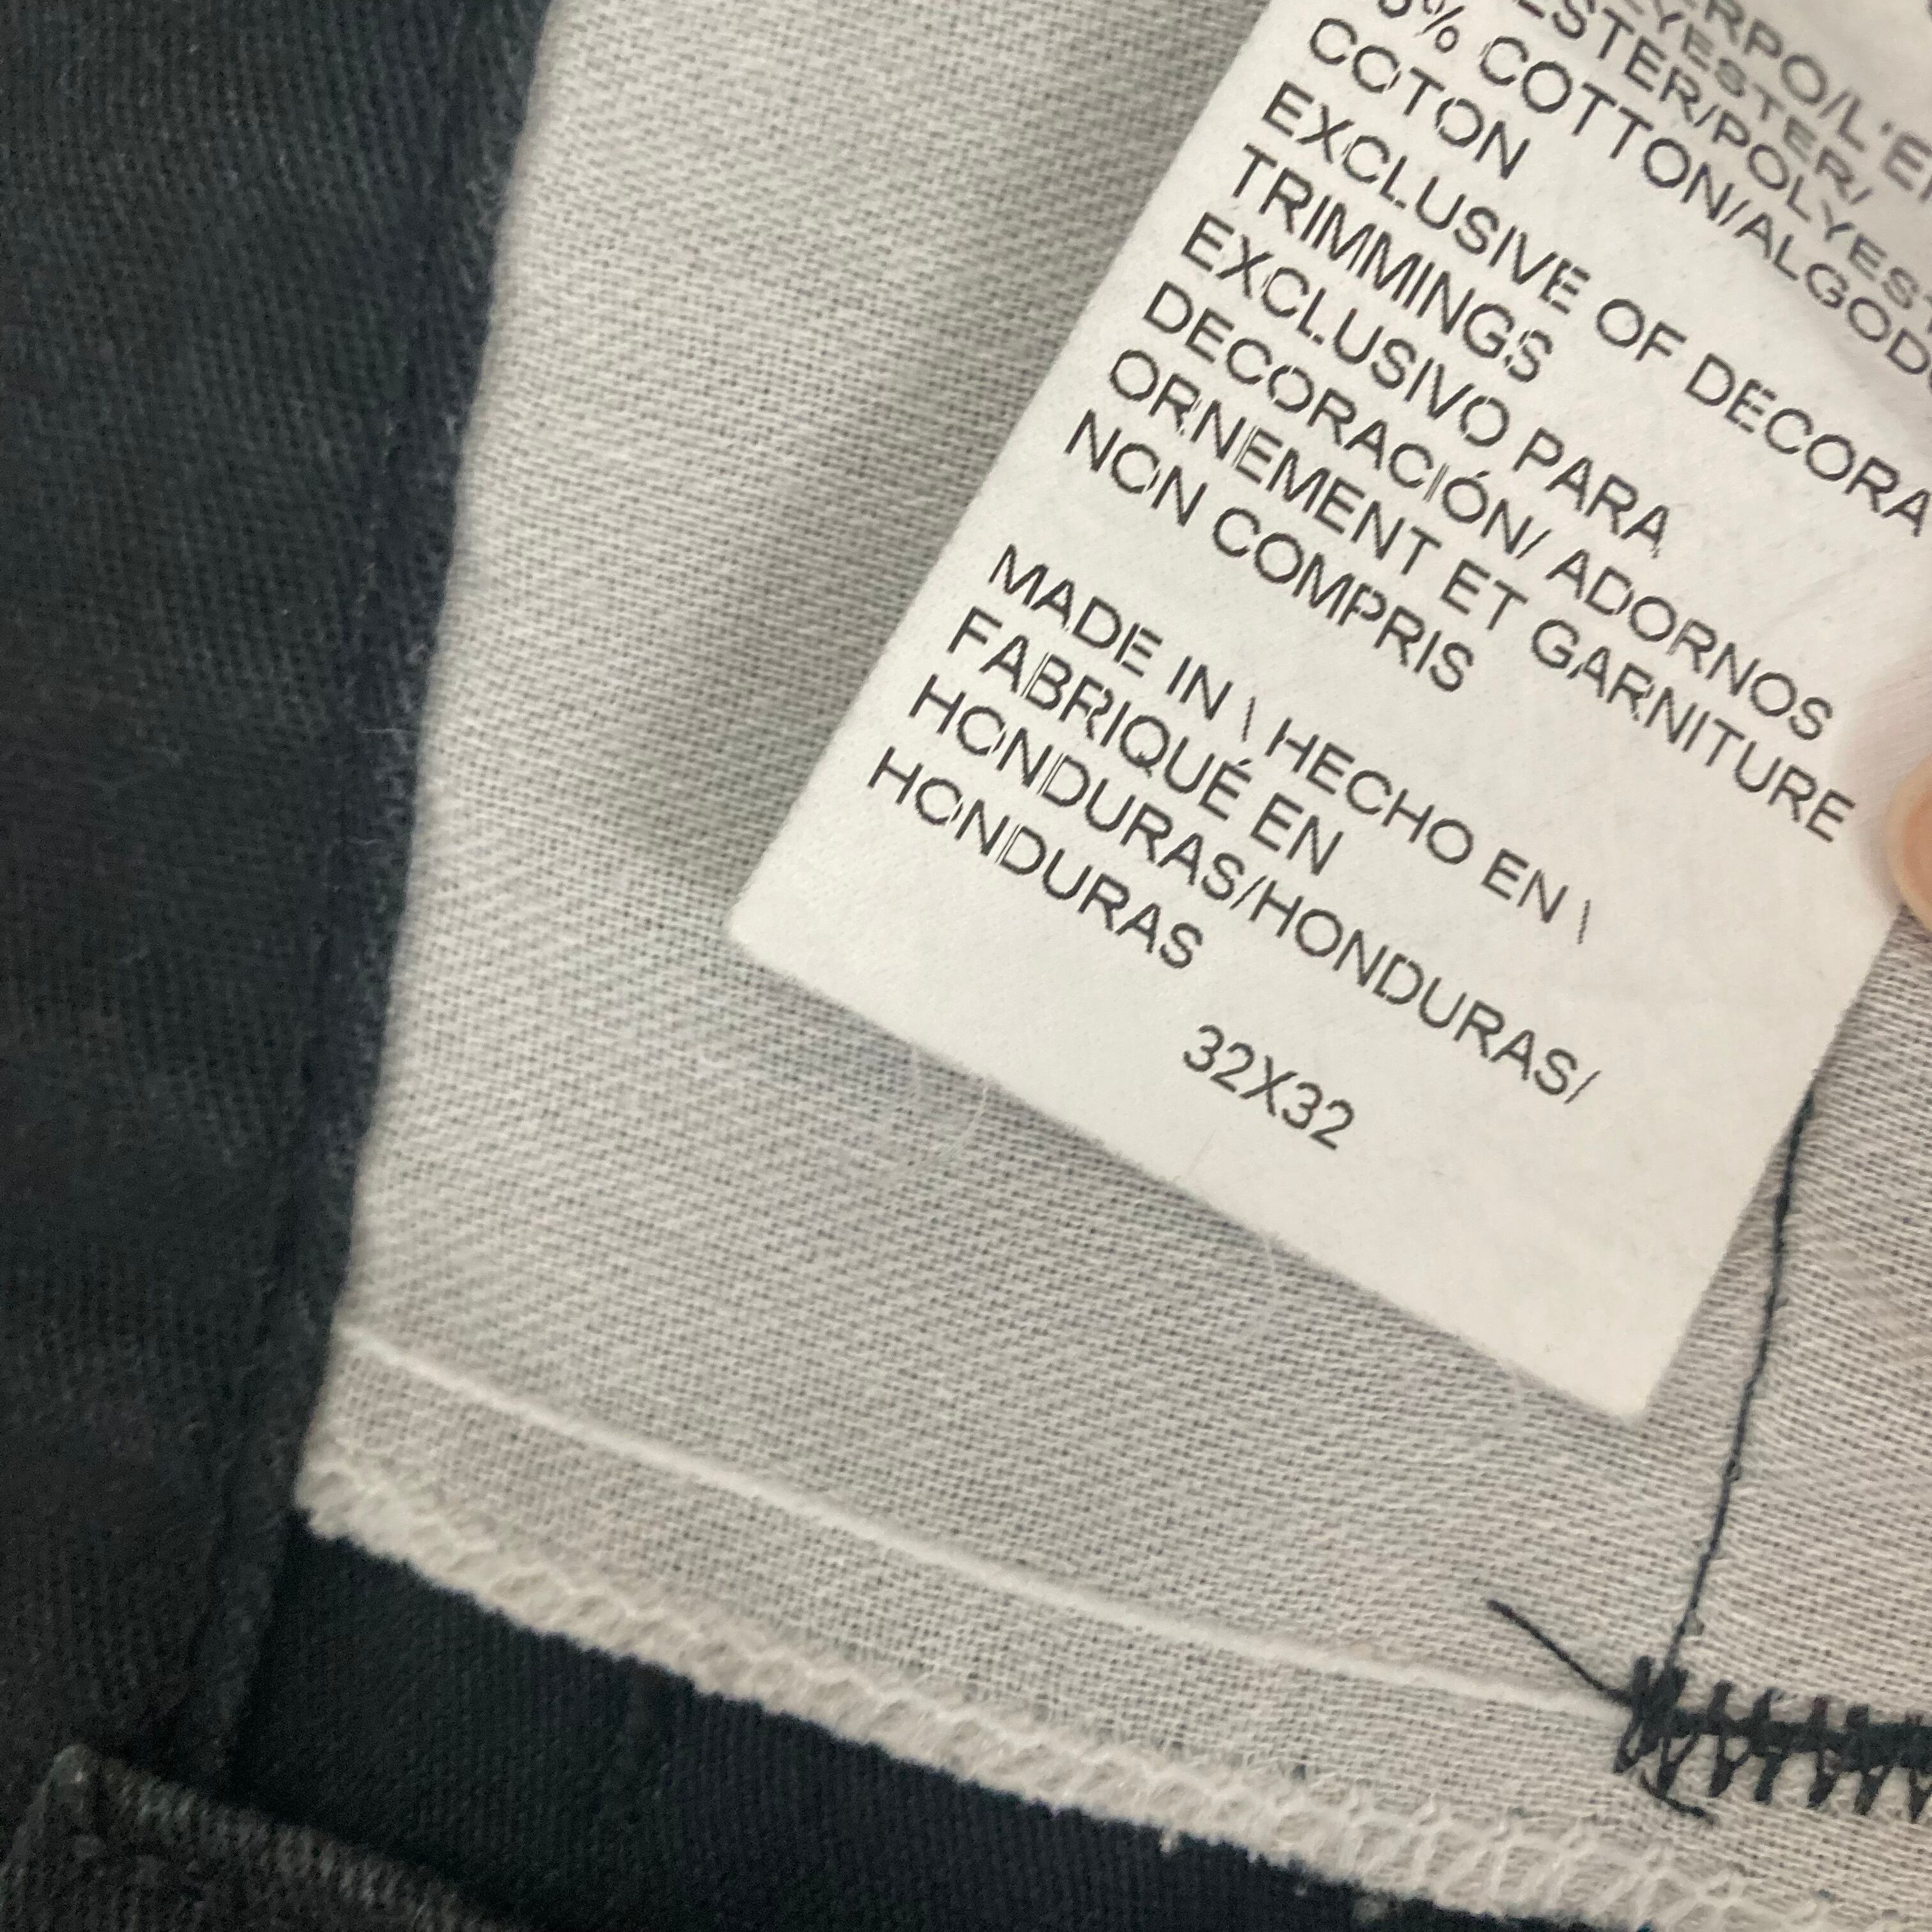 COTTON/ALGOD
COTON
EXCLUSIVE OF DECORA
TRIMMINGS
EXCLUSIVO PARA
DECORACIÓN/ ADORNOS
ORNEMENT ET GARNITURE
NON COMPRIS
MADE IN \ HECHO EN \
FABRIQUÉ EN
HONDURAS/HONDURAS/
HONDURAS
32X32